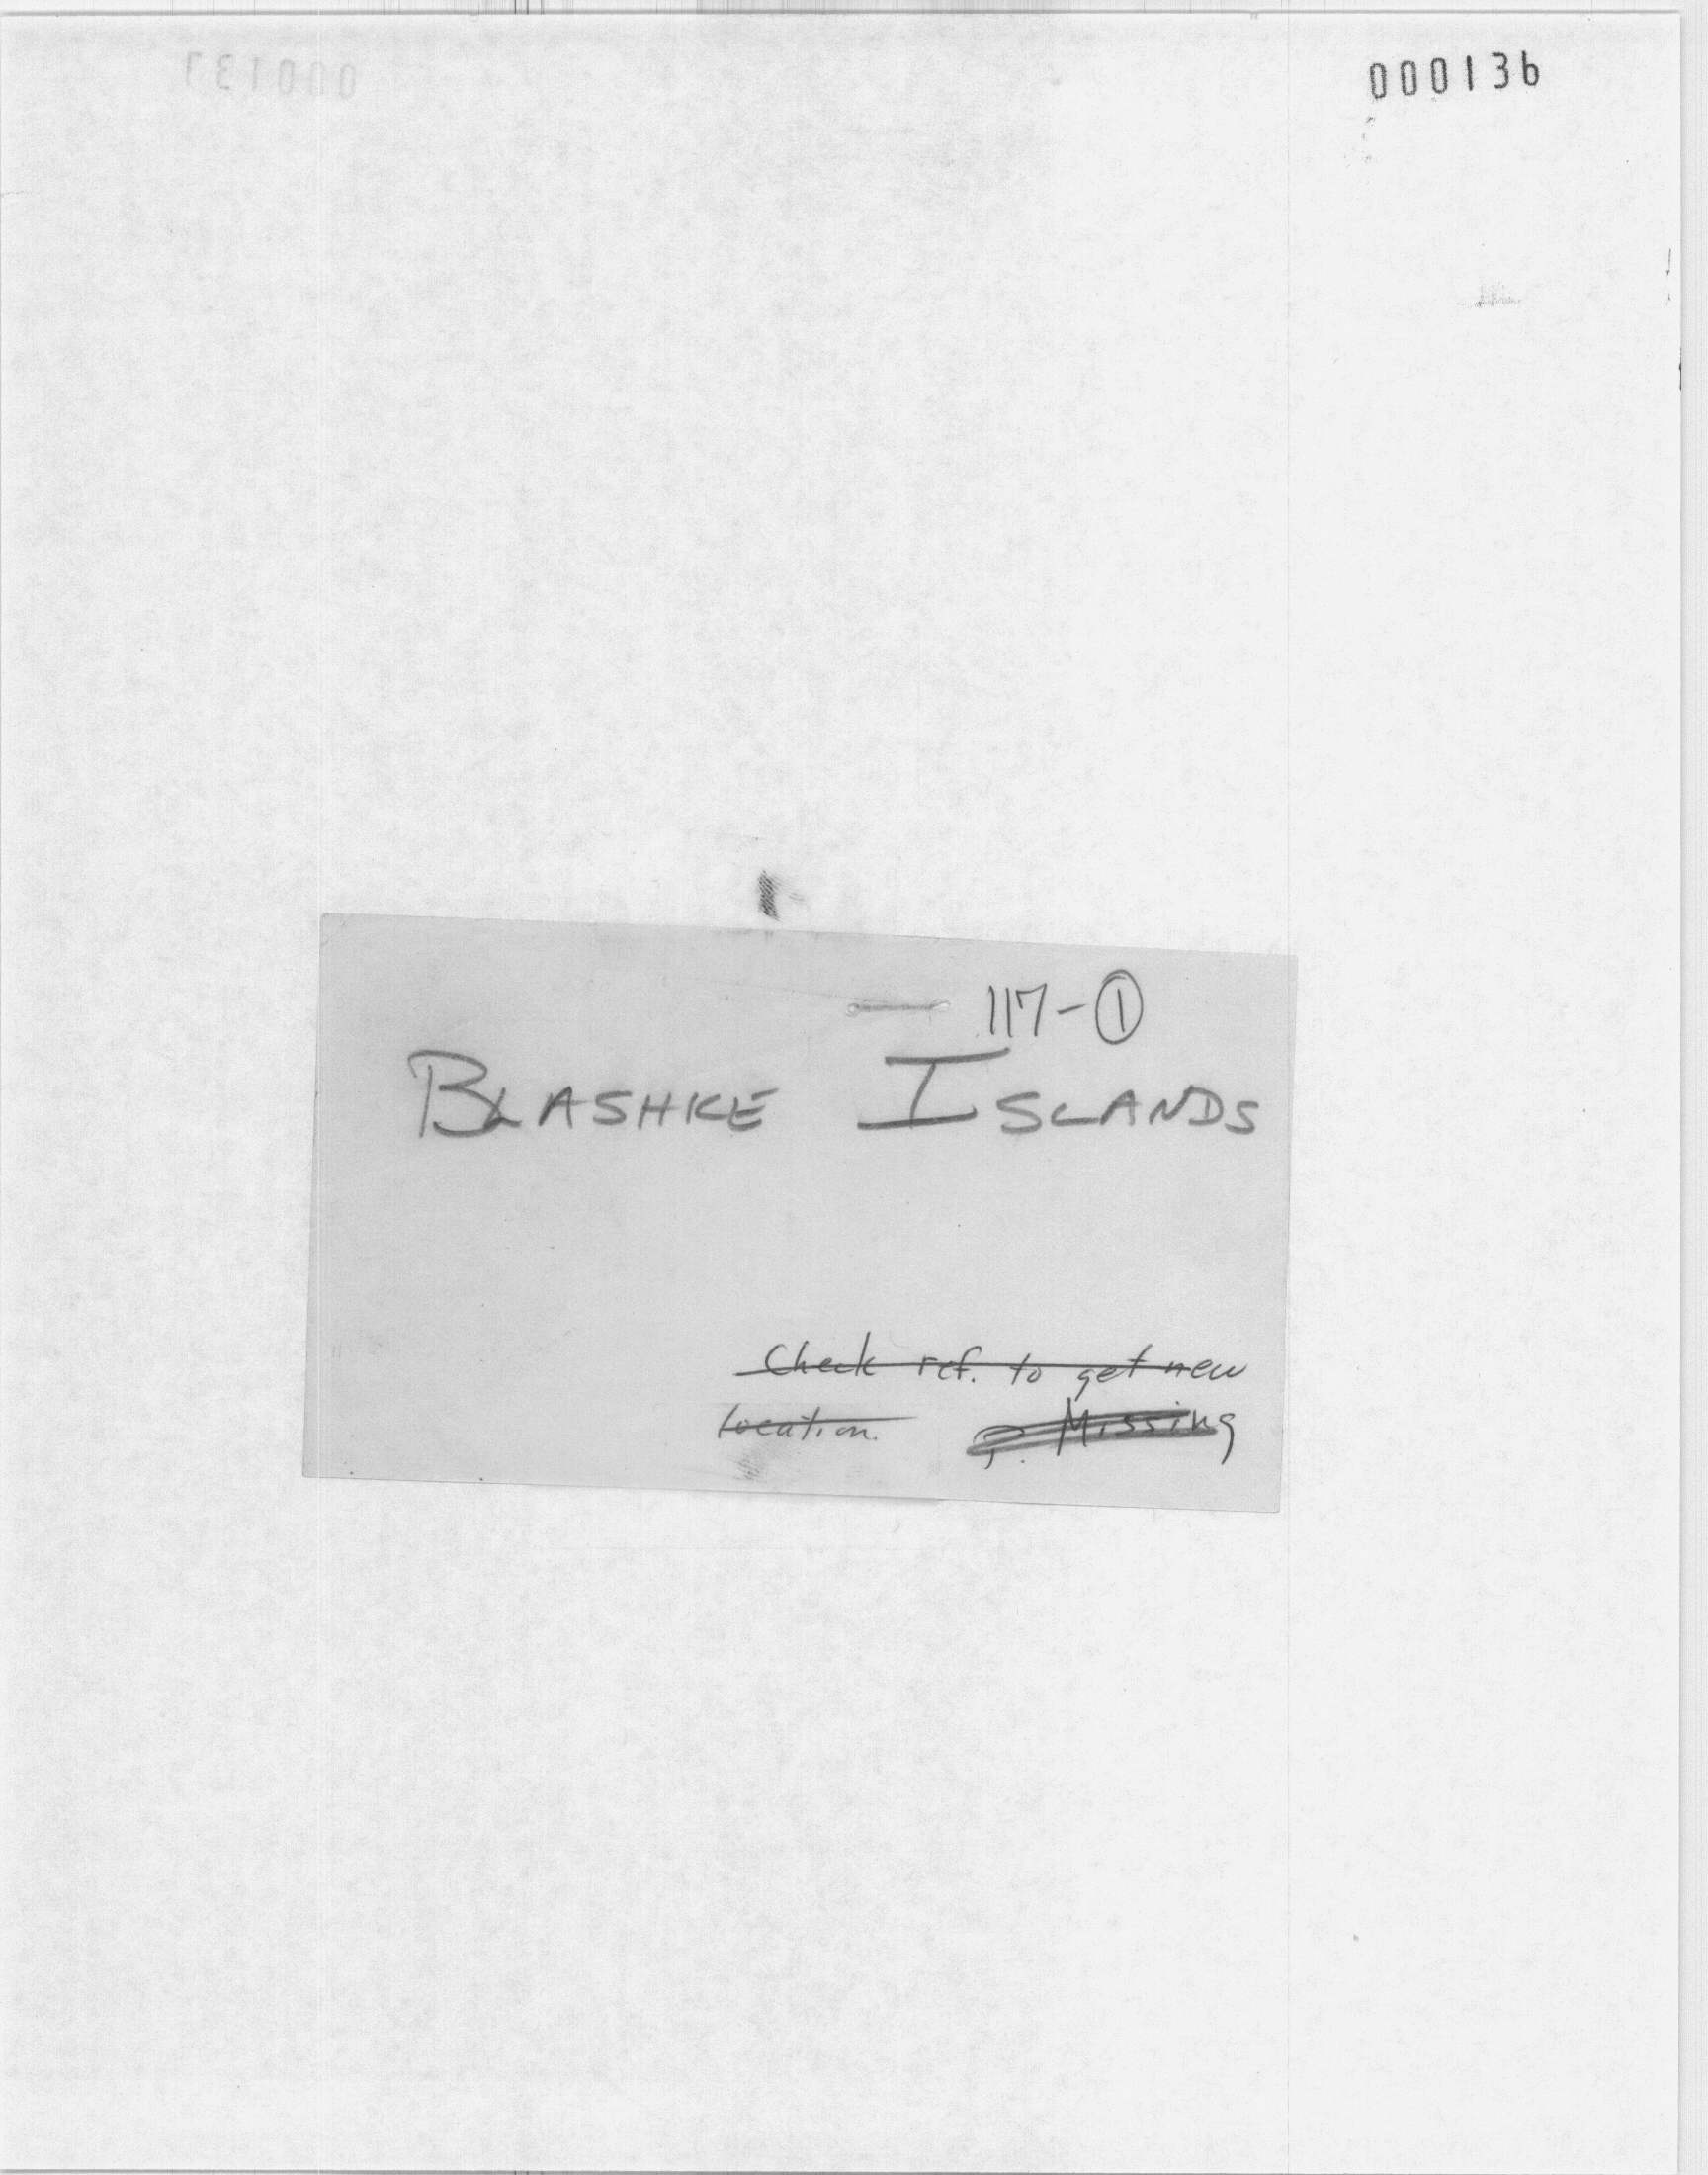 000136
117-①
BLASHKE ISLANDS
Check ref. to get new
location. P. Missing